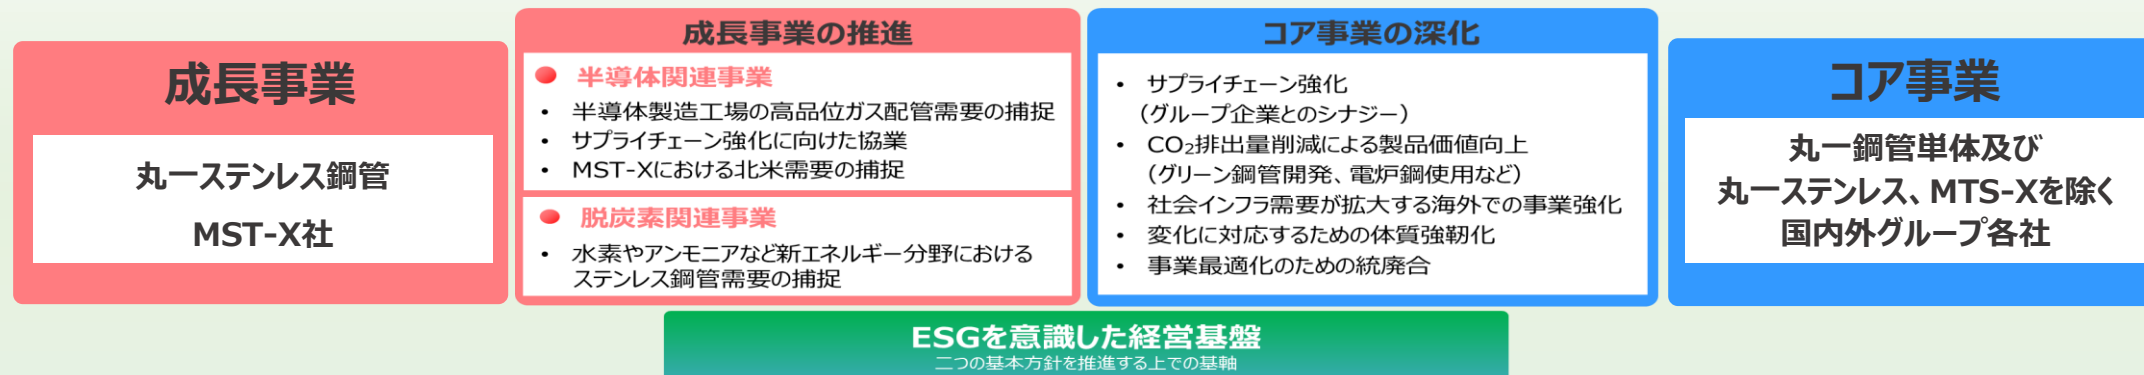 成長事業
丸一ステンレス鋼管
MST-X社
成長事業の推進
● 半導体関連事業
• 半導体製造工場の高品位ガス配管需要の捕捉
• サプライチェーン強化に向けた協業
• MST-Xにおける北米需要の捕捉
● 脱炭素関連事業
• 水素やアンモニアなど新エネルギー分野における
ステンレス鋼管需要の捕捉
コア事業の深化
• サプライチェーン強化
（グループ企業とのシナジー）
• CO₂排出量削減による製品価値向上
（グリーン鋼管開発、電炉鋼使用など）
• 社会インフラ需要が拡大する海外での事業強化
• 変化に対応するための体質強靭化
• 事業最適化のための統廃合
コア事業
丸一鋼管単体及び
丸一ステンレス、MTS-Xを除く
国内外グループ各社
ESGを意識した経営基盤
二つの基本方針を推進する上での基軸